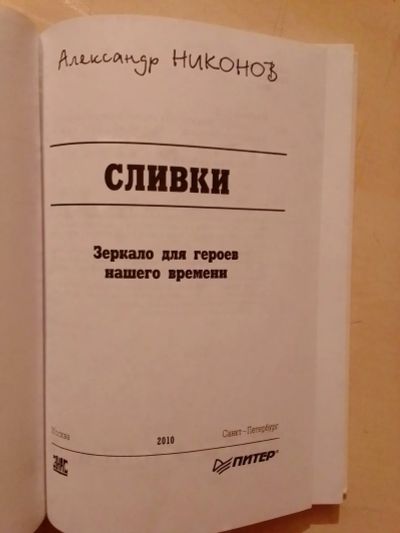 Александр НИКОНОВ
СЛИВКИ
Зеркало для героев
нашего времени
Москва 2010 Санкт-Петербург
ПИТЕР®